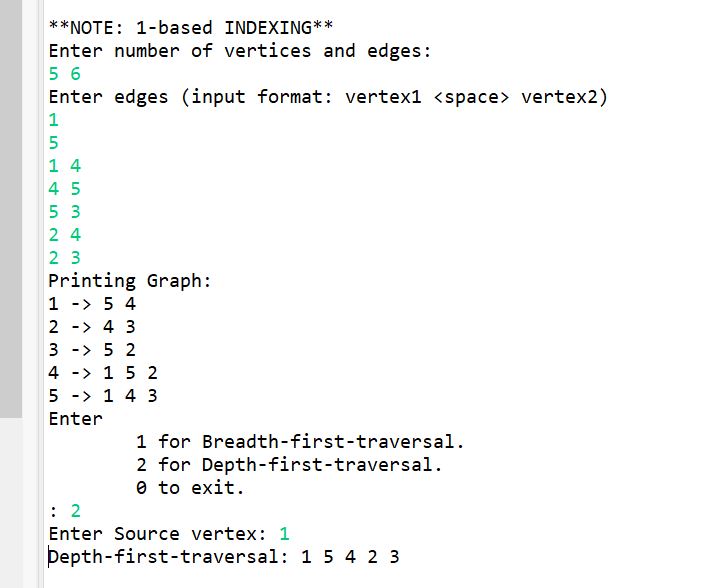 **NOTE: 1-based INDEXING**
Enter number of vertices and edges:
5 6
Enter edges (input format: vertex1 <space> vertex2)
1
5
1 4
4 5
5 3
2 4
2 3
Printing Graph:
1 -> 5 4
2 -> 4 3
3 -> 5 2
4 -> 1 5 2
5 -> 1 4 3
Enter
1 for Breadth-first-traversal.
2 for Depth-first-traversal.
0 to exit.
: 2
Enter Source vertex: 1
Depth-first-traversal: 1 5 4 2 3